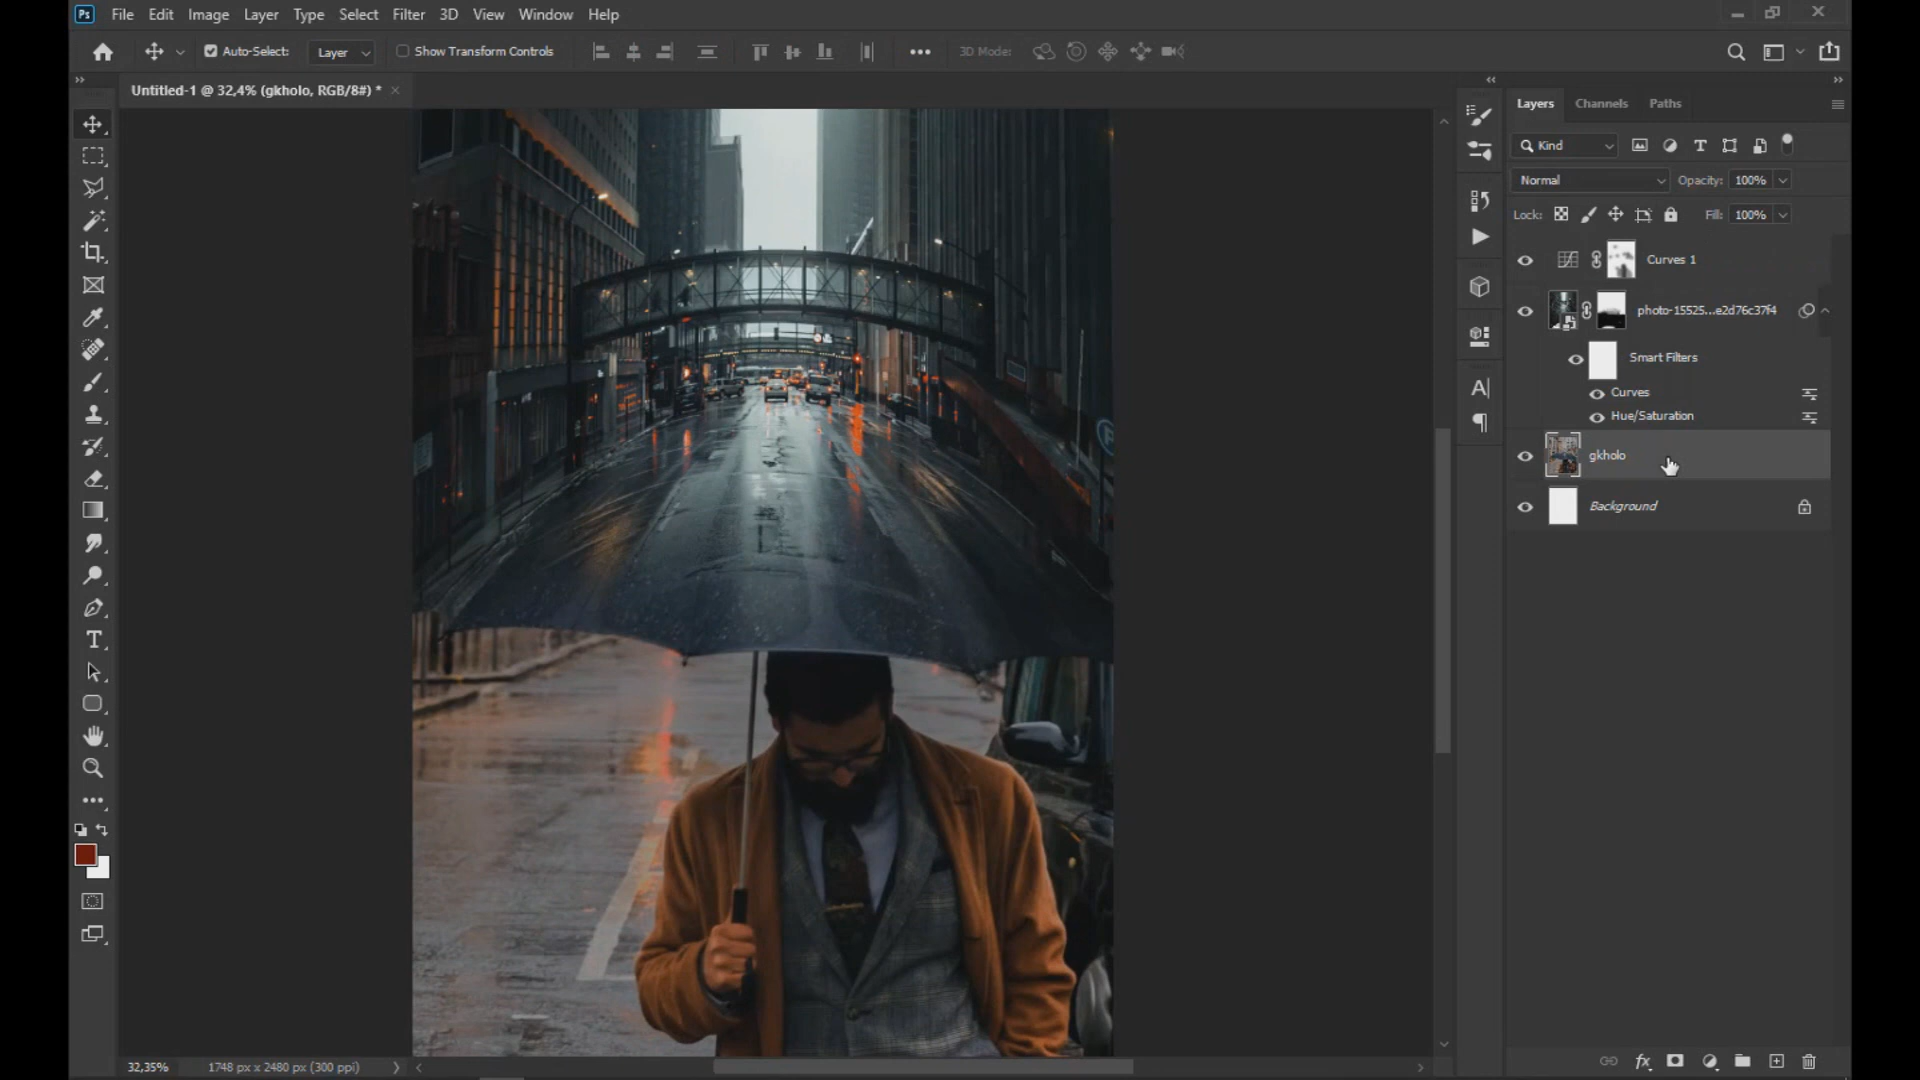 Ps File Edit Image Layer Type Select Filter 3D View Window Help
Auto-Select: Layer Show Transform Controls 3D Mode:
Untitled-1 @ 32,4% (gkholo, RGB/8#) *
Layers Channels Paths
Kind
Normal Opacity: 100%
Lock: Fill: 100%
Curves 1
photo-15525...e2d76c37f4
Smart Filters
Curves
Hue/Saturation
gkholo
Background
32,35% 1748 px x 2480 px (300 ppi)